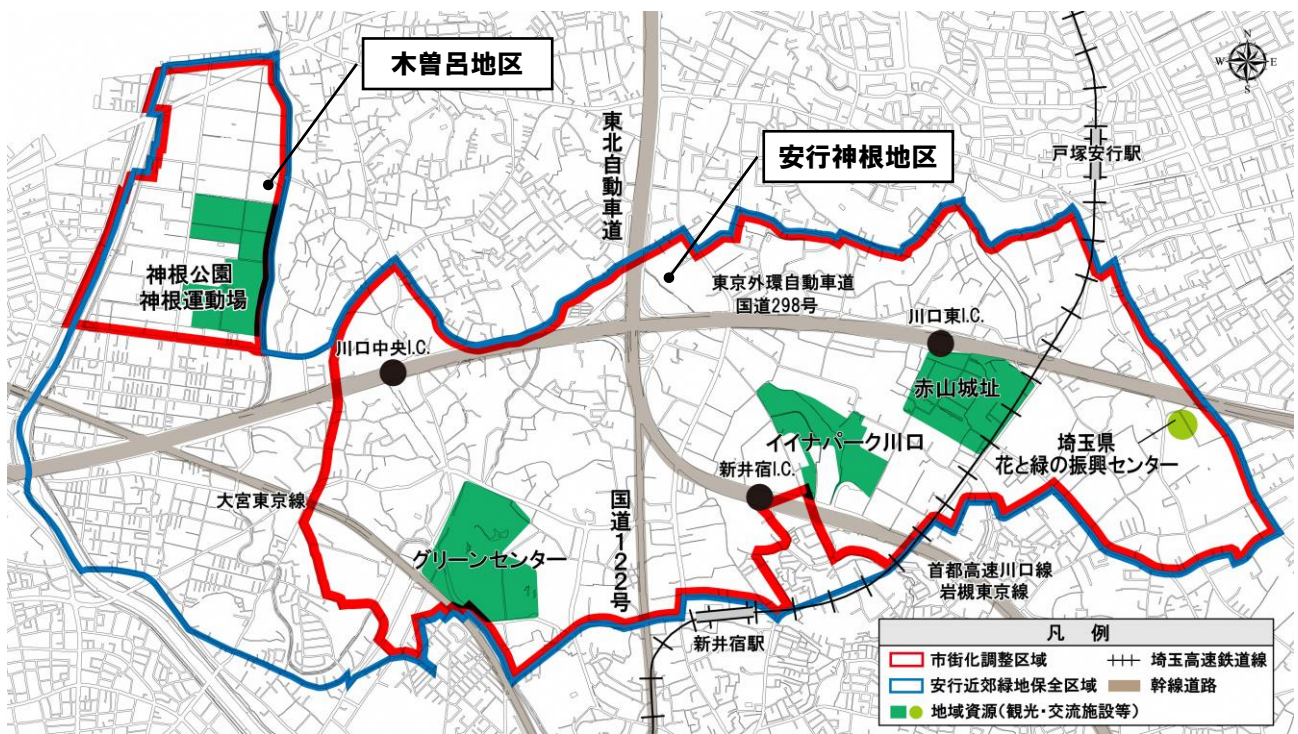 木曽呂地区
N
W
E
S
東北自動車道
安行神根地区
戸塚安行駅
神根公園
神根運動場
東京外環自動車道
国道298号
川口中央I.C.
川口東I.C.
赤山城址
イイナパーク川口
埼玉県
花と緑の振興センター
新井宿I.C.
大宮東京線
国道122号
グリーンセンター
首都高速川口線
岩槻東京線
新井宿駅
凡 例
市街化調整区域
埼玉高速鉄道線
安行近郊緑地保全区域
幹線道路
地域資源(観光・交流施設等)